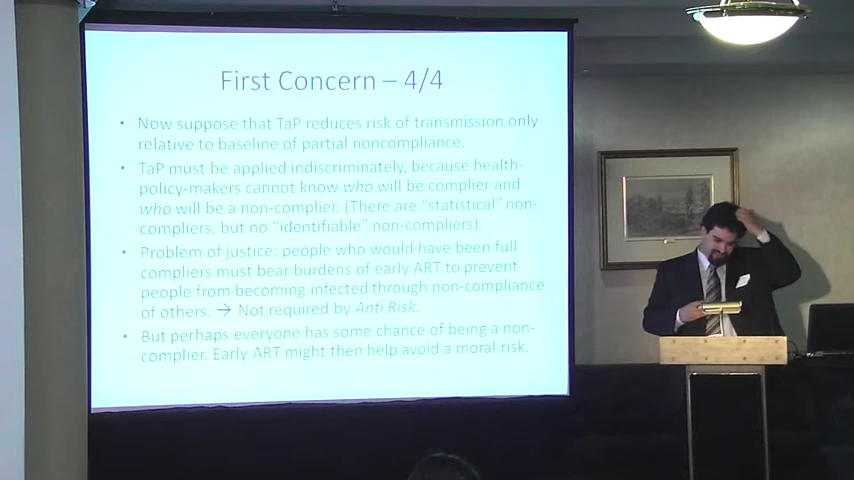 First Concern – 4/4
• Now suppose that TaP reduces risk of transmission only
relative to baseline of partial noncompliance.
• TaP must be applied indiscriminately, because health-
policy-makers cannot know who will be complier and
who will be a non-complier. (There are “statistical” non-
compliers, but no “identifiable” non-compliers).
• Problem of justice: people who would have been full
compliers must bear burdens of early ART to prevent
people from becoming infected through non-compliance
of others. → Not required by Anti Risk.
• But perhaps everyone has some chance of being a non-
complier. Early ART might then help avoid a moral risk.